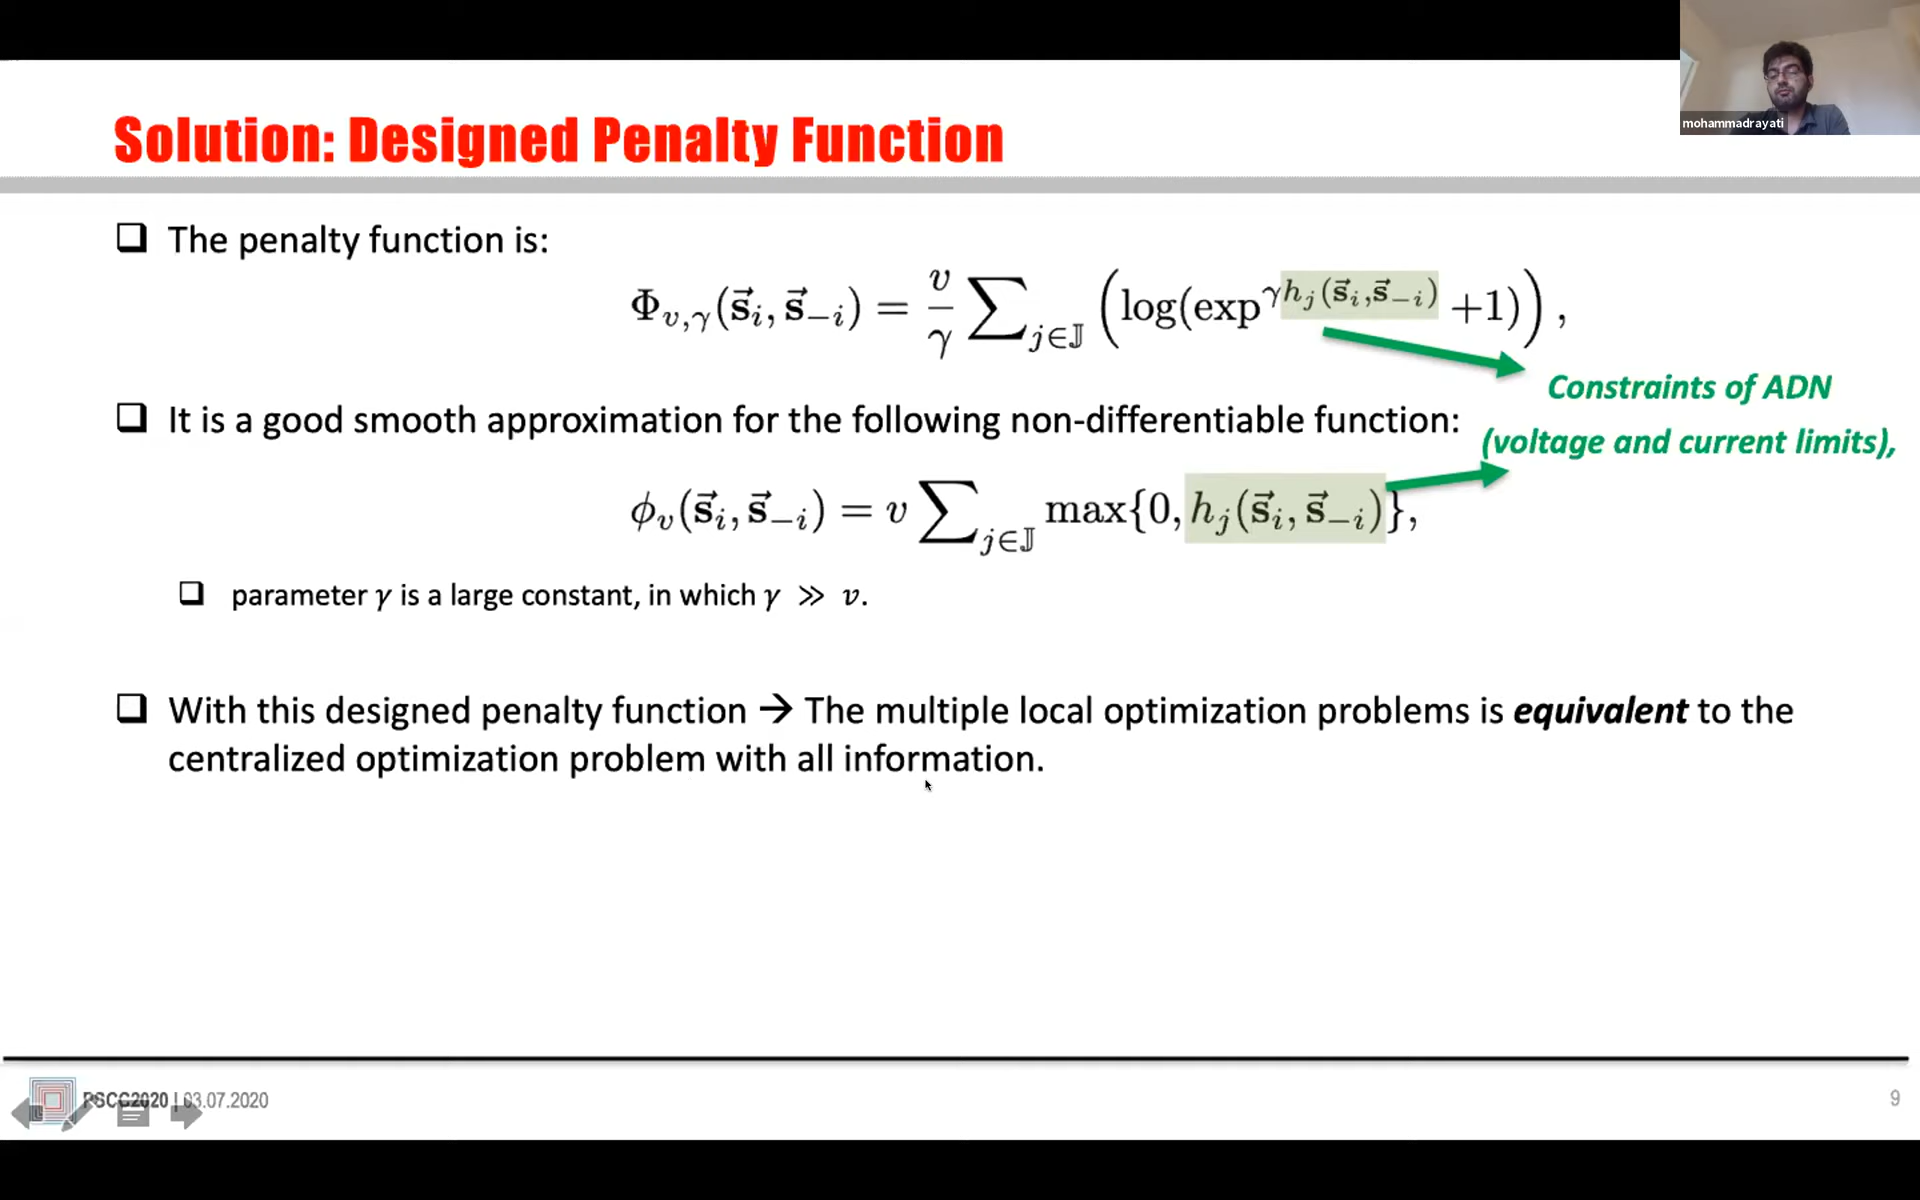 mohammadrayati
Solution: Designed Penalty Function
❑ The penalty function is:
Φ_{v,γ}(s⃗_i, s⃗_{−i}) = v/γ ∑_{j∈𝕁} (log(exp^{γh_j(s⃗_i,s⃗_{−i})} +1)) ,
Constraints of ADN
❑ It is a good smooth approximation for the following non-differentiable function:
(voltage and current limits),
ϕ_v(s⃗_i, s⃗_{−i}) = v ∑_{j∈𝕁} max{0, h_j(s⃗_i, s⃗_{−i})},
❑ parameter γ is a large constant, in which γ ≫ v.
❑ With this designed penalty function → The multiple local optimization problems is equivalent to the
centralized optimization problem with all information.
PSCC2020 | 03.07.2020
9